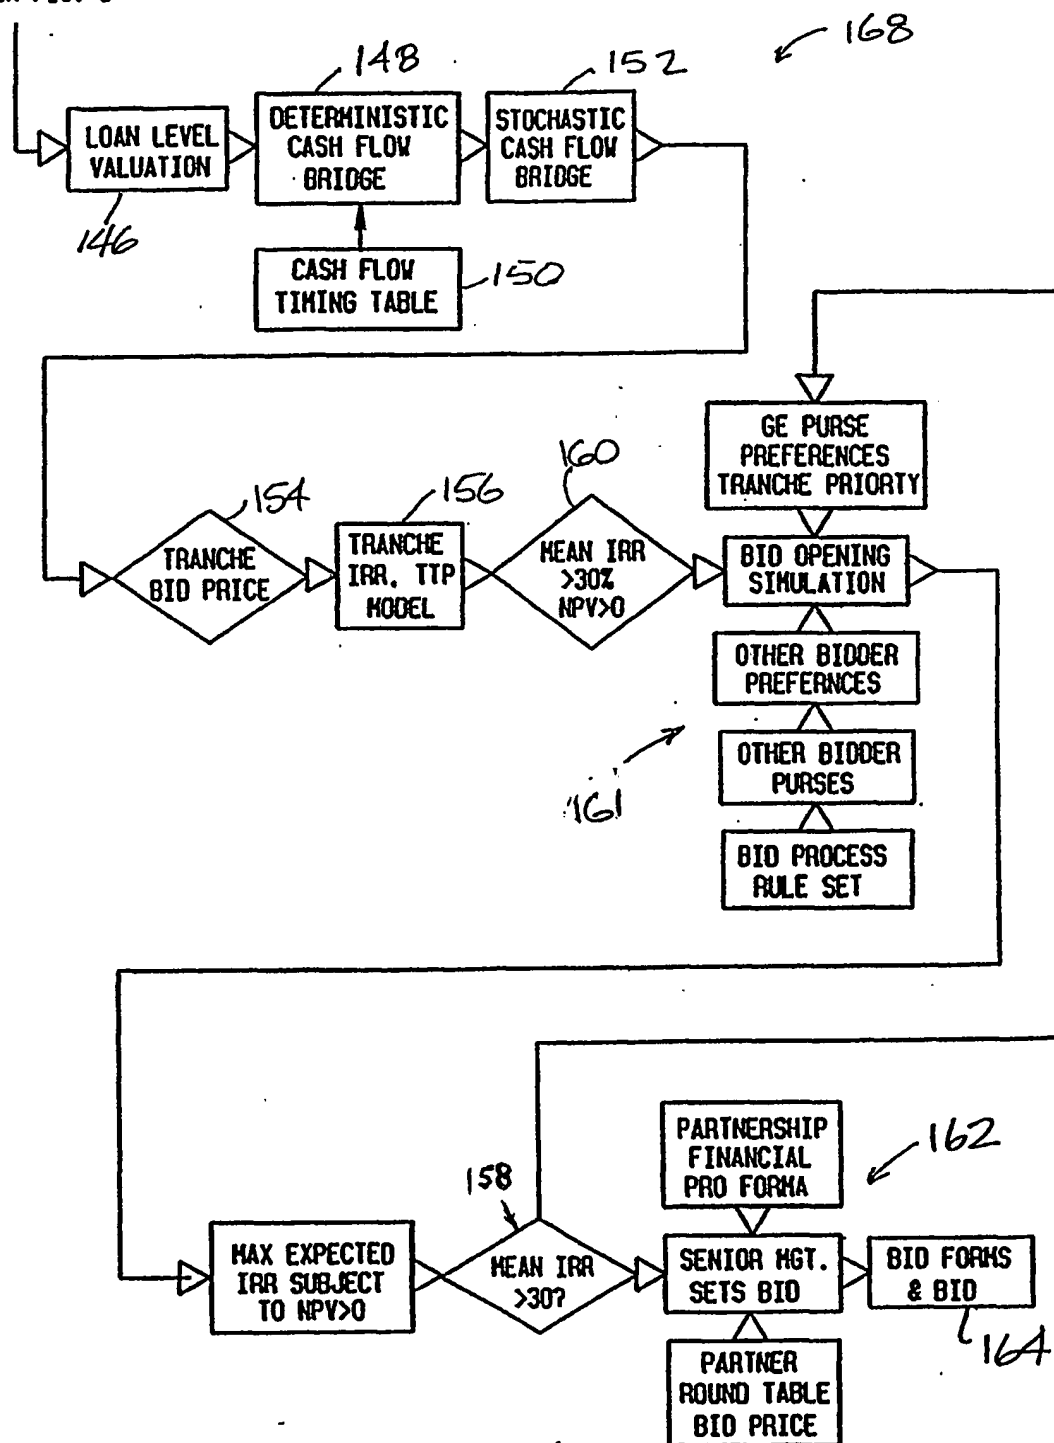 168
148
152
LOAN LEVEL
VALUATION
DETERMINISTIC
CASH FLOW
BRIDGE
STOCHASTIC
CASH FLOW
BRIDGE
146
CASH FLOW
TIMING TABLE
150
GE PURSE
PREFERENCES
TRANCHE PRIORTY
154
156
160
TRANCHE
BID PRICE
TRANCHE
IRR. TTP
MODEL
MEAN IRR
>30%
NPV>0
BID OPENING
SIMULATION
OTHER BIDDER
PREFERNCES
OTHER BIDDER
PURSES
161
BID PROCESS
RULE SET
PARTNERSHIP
FINANCIAL
PRO FORMA
162
158
MAX EXPECTED
IRR SUBJECT
TO NPV>0
MEAN IRR
>30?
SENIOR MGT.
SETS BID
BID FORMS
& BID
164
PARTNER
ROUND TABLE
BID PRICE